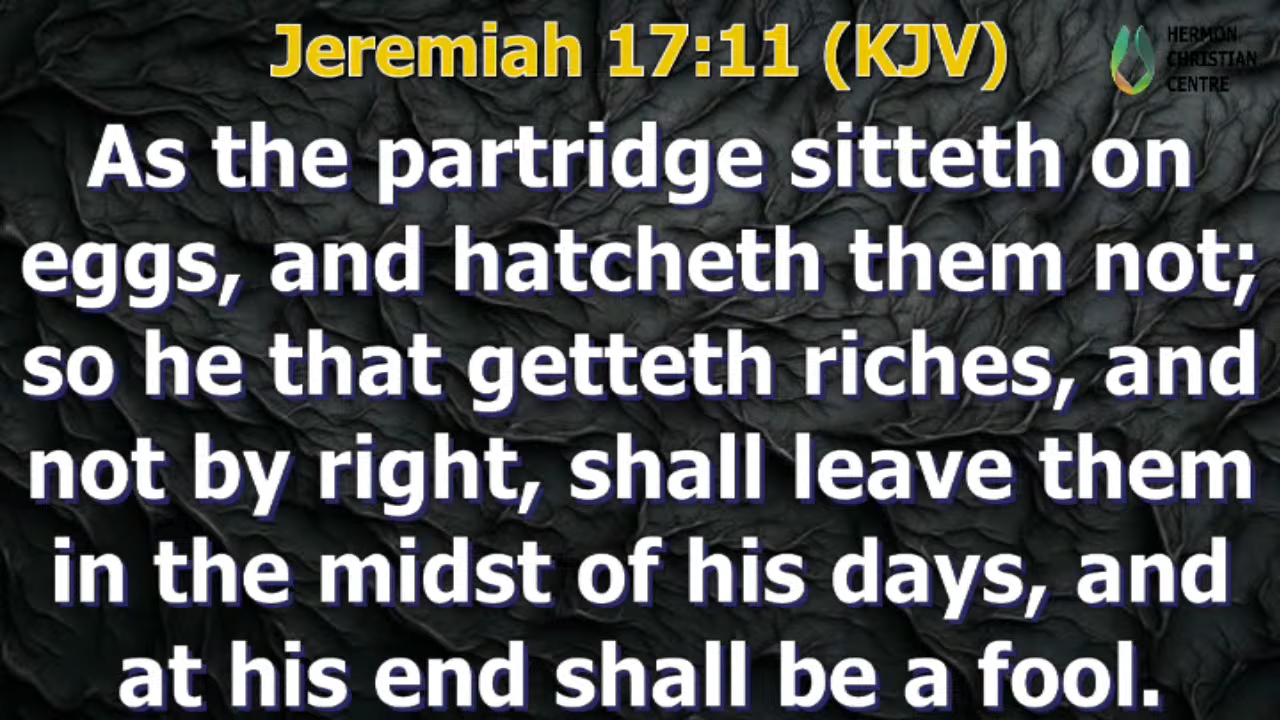 Jeremiah 17:11 (KJV)
HERMON
CHRISTIAN
CENTRE
As the partridge sitteth on
eggs, and hatcheth them not;
so he that getteth riches, and
not by right, shall leave them
in the midst of his days, and
at his end shall be a fool.